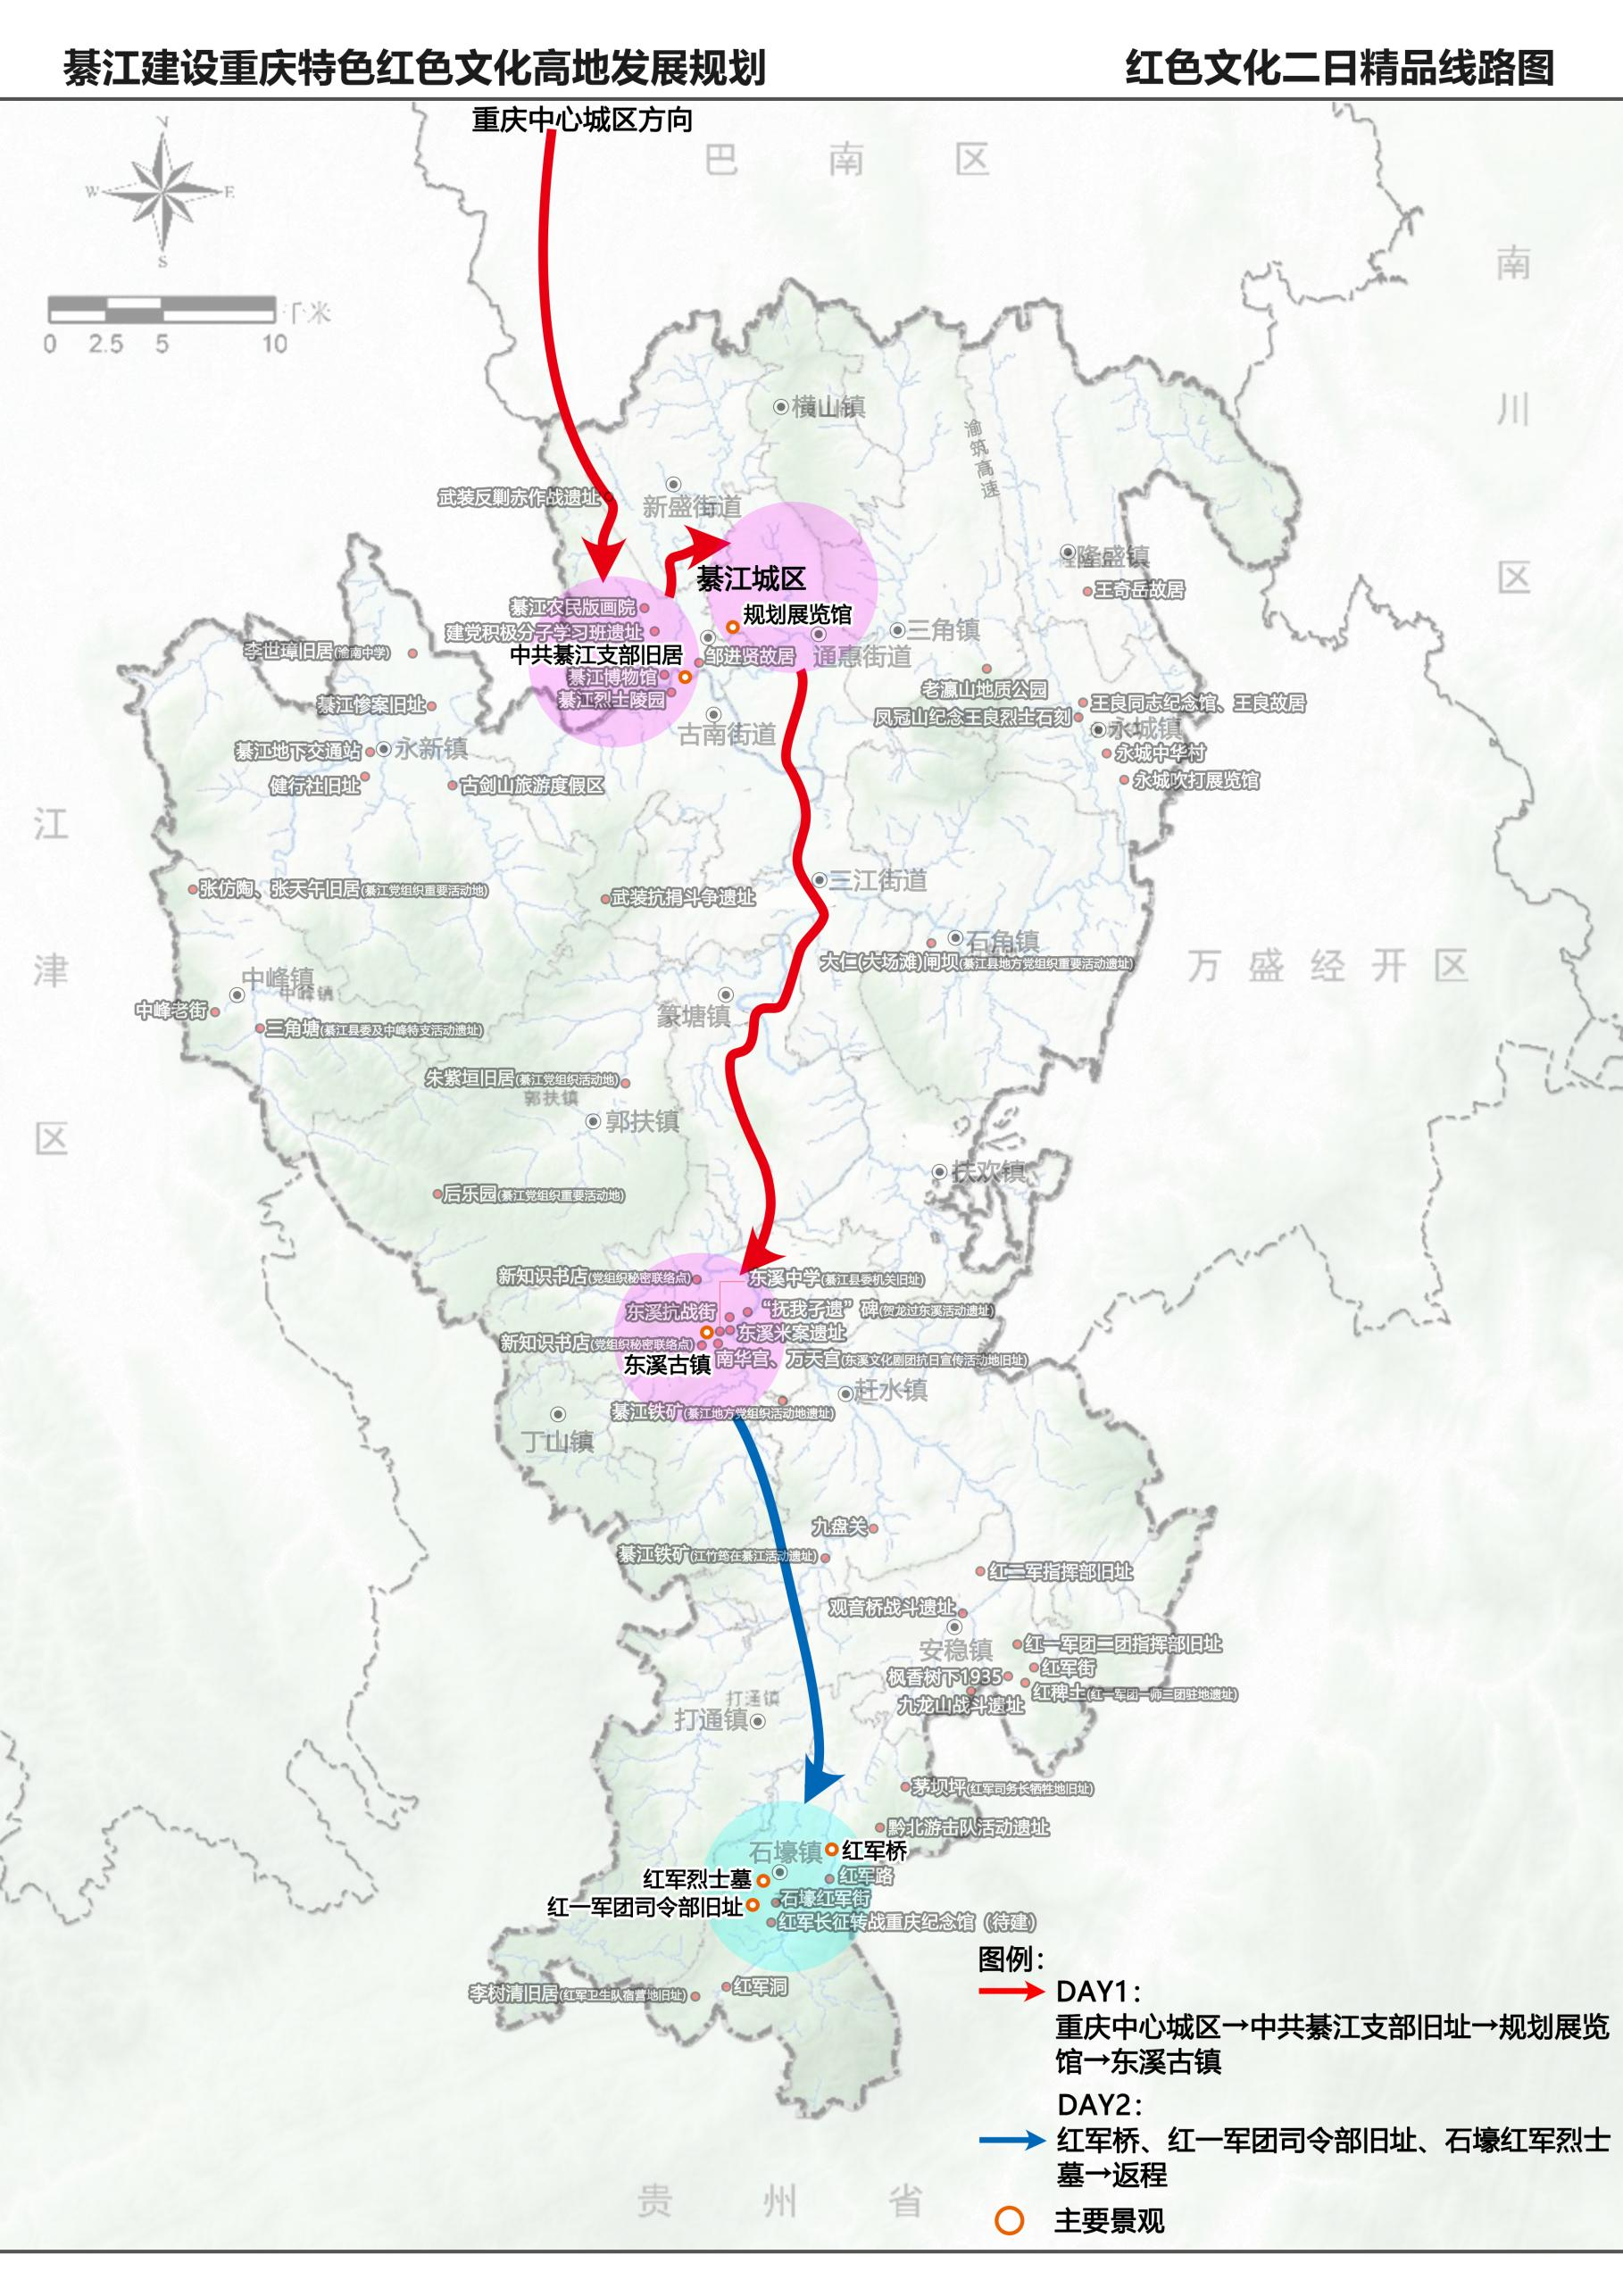 綦江建设重庆特色红色文化高地发展规划
红色文化二日精品线路图
重庆中心城区方向
巴南区
N
W
E
S
千米
0 2.5 5 10
南川区
横山镇
渝筑高速
武装反剿赤作战遗址
新盛街道
隆盛镇
王奇岳故居
綦江城区
规划展览馆
綦江农民版画院
建党积极分子学习班遗址
中共綦江支部旧居
邹进贤故居
通惠街道
三角镇
李世璋旧居(渝南中学)
綦江博物馆
綦江烈士陵园
老瀛山地质公园
綦江惨案旧址
古南街道
王良同志纪念馆、王良故居
凤冠山纪念王良烈士石刻
永城镇
綦江地下交通站
永新镇
永城中华村
健行社旧址
古剑山旅游度假区
永城吹打展览馆
江津区
三江街道
张仿陶、张天午旧居(綦江党组织重要活动地)
武装抗捐斗争遗址
石角镇
大仁(大场滩)闸坝(綦江县地方党组织重要活动遗址)
万盛经开区
中峰镇
中峰镇
中峰老街
三角塘(綦江县委及中峰特支活动遗址)
篆塘镇
朱紫垣旧居(綦江党组织活动地)
郭扶镇
郭扶镇
扶欢镇
后乐园(綦江党组织重要活动地)
新知识书店(党组织秘密联络点)
东溪中学(綦江县委机关旧址)
东溪抗战街
“抚我孑遗”碑(贺龙过东溪活动遗址)
东溪米案遗址
新知识书店(党组织秘密联络点)
南华宫、万天宫(东溪文化剧团抗日宣传活动地旧址)
东溪古镇
赶水镇
綦江铁矿(綦江地方党组织活动地遗址)
丁山镇
九盘关
綦江铁矿(江竹筠在綦江活动遗址)
红三军指挥部旧址
观音桥战斗遗址
安稳镇
红一军团二团指挥部旧址
红军街
枫香树下1935
红稗土(红一军团一师三团驻地遗址)
九龙山战斗遗址
打通镇
打通镇
茅坝坪(红军司务长牺牲地旧址)
黔北游击队活动遗址
石壕镇
红军桥
红军烈士墓
红军路
红一军团司令部旧址
石壕红军街
红军长征转战重庆纪念馆（待建）
李树清旧居(红军卫生队宿营地旧址)
红军洞
贵州省
图例：
DAY1：
重庆中心城区→中共綦江支部旧址→规划展览
馆→东溪古镇
DAY2：
红军桥、红一军团司令部旧址、石壕红军烈士
墓→返程
主要景观